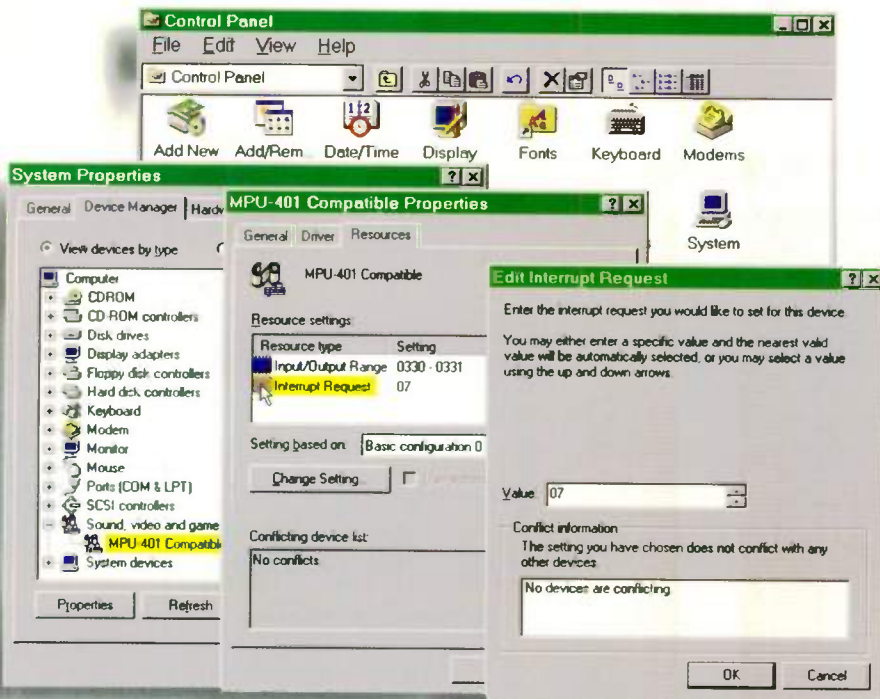 Control Panel
File Edit View Help
Control Panel
Add New Add/Rem Date/Time Display Fonts Keyboard Modems
System
System Properties
General Device Manager
View devices by type
Computer
CDROM
CD-ROM controllers
Disk drives
Display adapters
Floppy disk controllers
Hard disk controllers
Keyboard
Modem
Monitor
Mouse
Ports (COM & LPT)
SCSI controllers
Sound, video and game
MPU-401 Compatible
System devices
Properties Refresh
MPU-401 Compatible Properties
General Driver Resources
MPU-401 Compatible
Resource settings:
Resource type Setting
Input/Output Range 0330 - 0331
Interrupt Request 07
Setting based on: Basic configuration 0
Change Setting...
Conflicting device list:
No conflicts.
Edit Interrupt Request
Enter the interrupt request you would like to set for this device.
You may either enter a specific value and the nearest valid
value will be automatically selected, or you may select a value
using the up and down arrows.
Value: 07
Conflict information
The setting you have chosen does not conflict with any
other devices.
No devices are conflicting.
OK Cancel